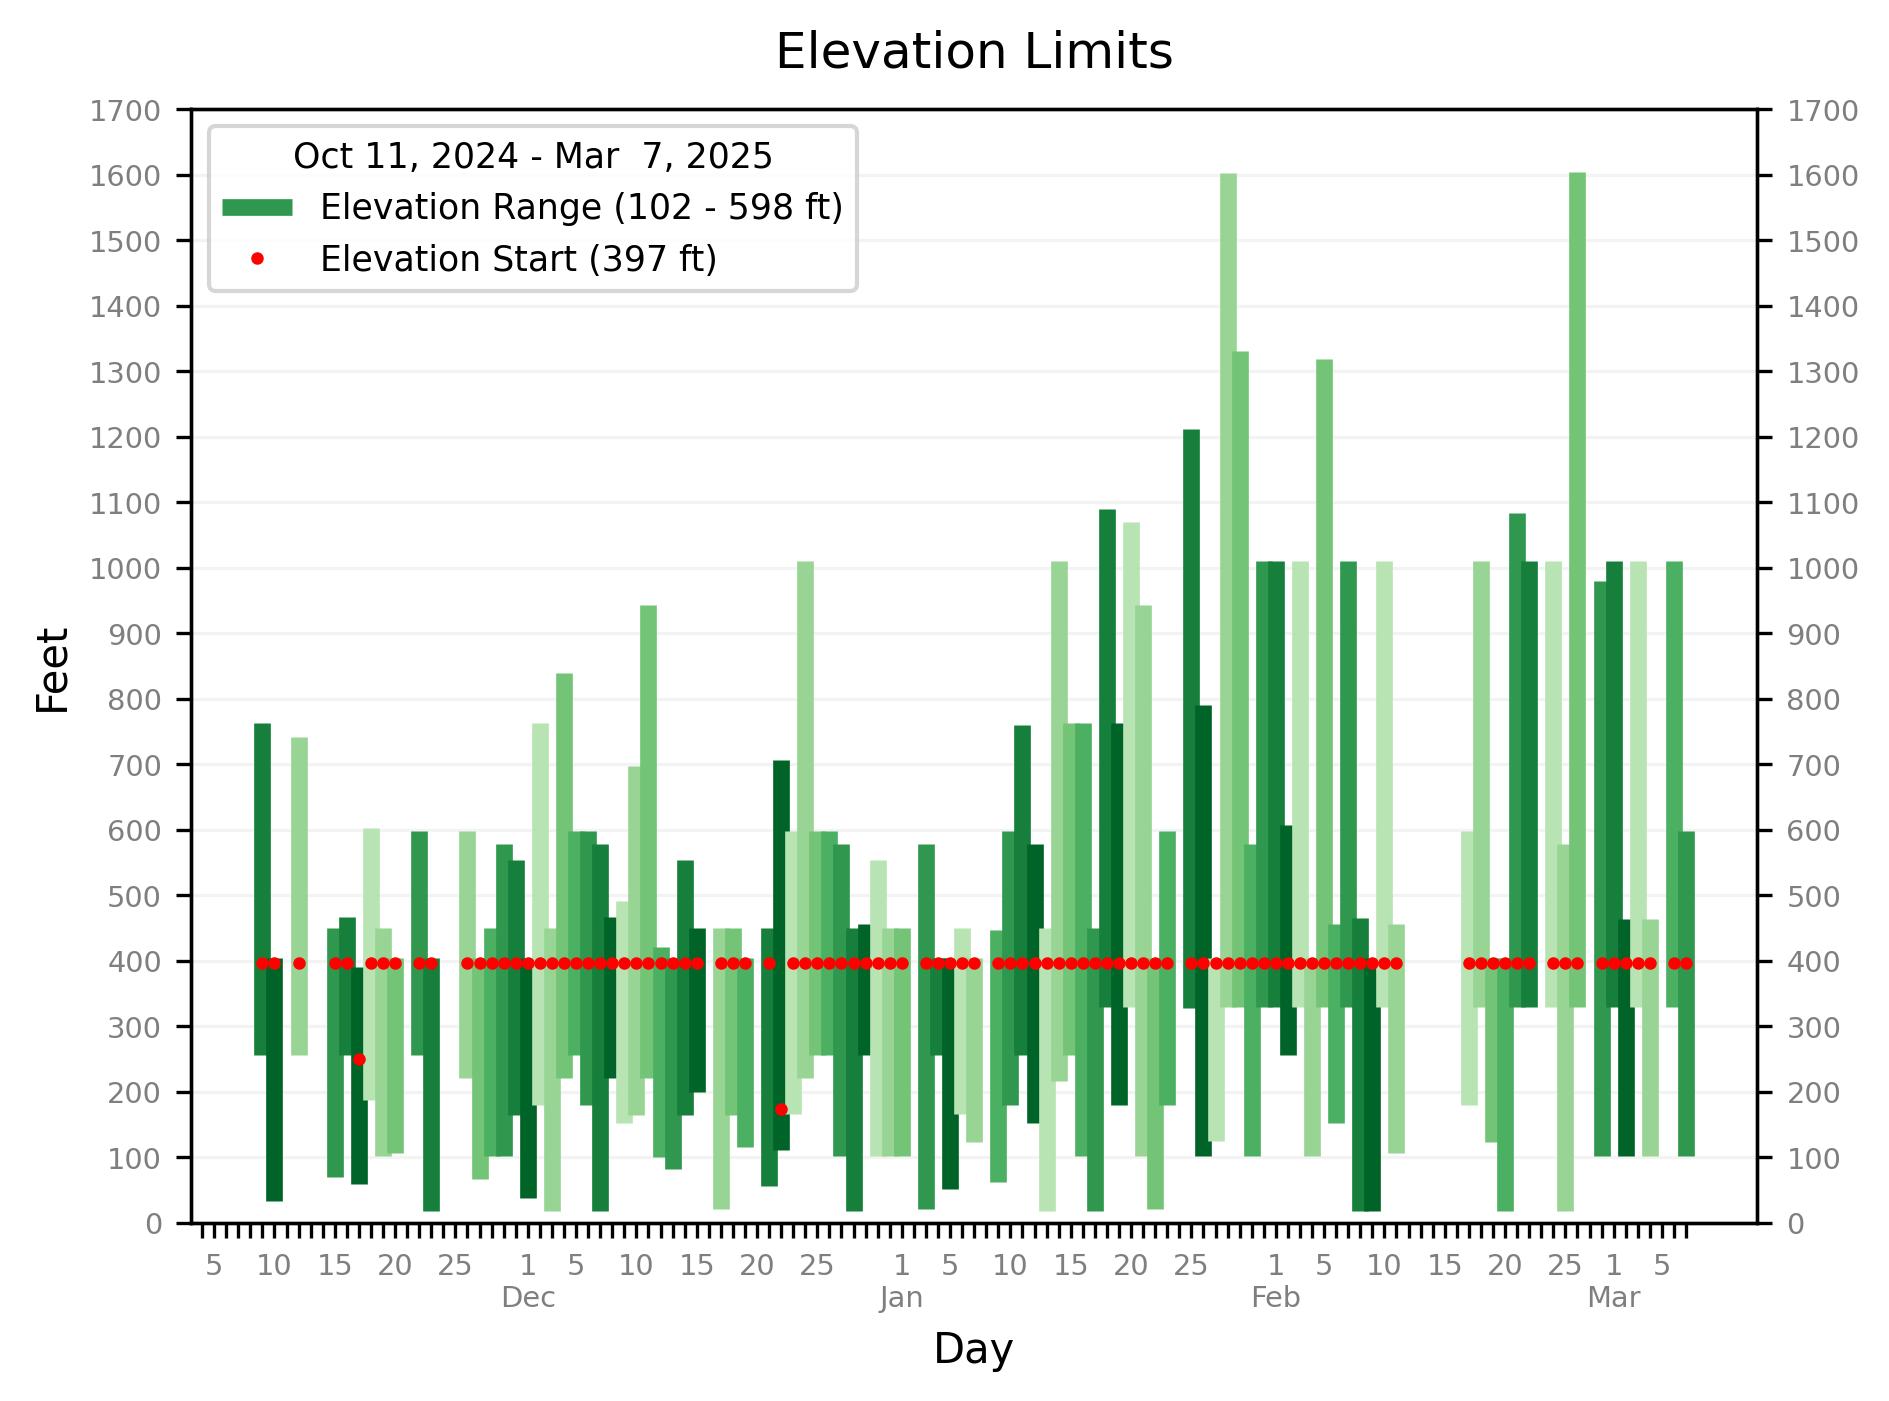 Elevation Limits
Oct 11, 2024 - Mar  7, 2025
Elevation Range (102 - 598 ft)
Elevation Start (397 ft)
1700 1700
1600 1600
1500 1500
1400 1400
1300 1300
1200 1200
1100 1100
1000 1000
900 900
800 800
700 700
600 600
500 500
400 400
300 300
200 200
100 100
0 0
Feet
5 10 15 20 25 1 5 10 15 20 25 1 5 10 15 20 25 1 5 10 15 20 25 1 5
Dec Jan Feb Mar
Day